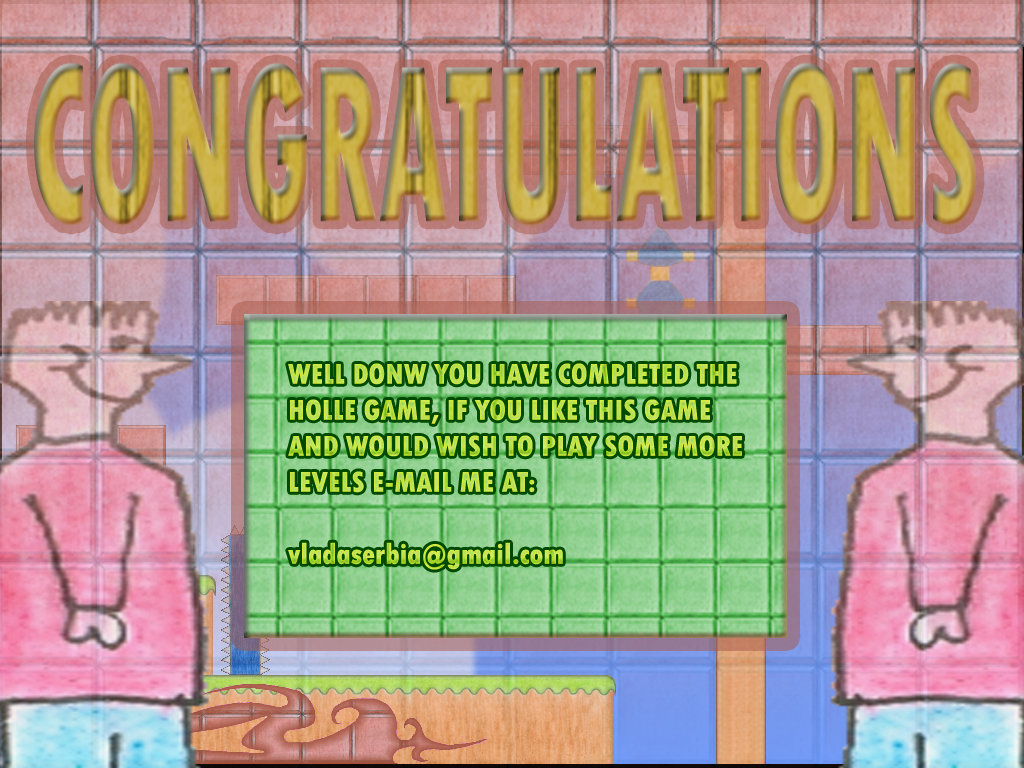 CONGRATULATIONS
WELL DONW YOU HAVE COMPLETED THE
HOLLE GAME, IF YOU LIKE THIS GAME
AND WOULD WISH TO PLAY SOME MORE
LEVELS E-MAIL ME AT:
vladaserbia@gmail.com